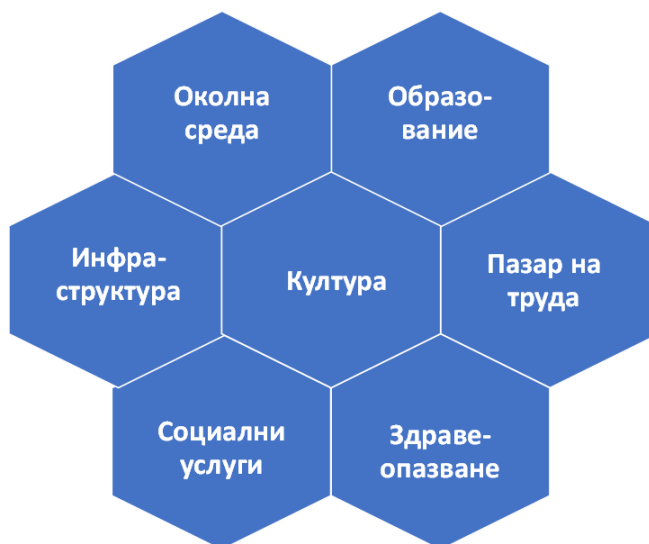 Околна
среда
Образо-
вание
Инфра-
структура
Култура
Пазар на
труда
Социални
услуги
Здраве-
опазване